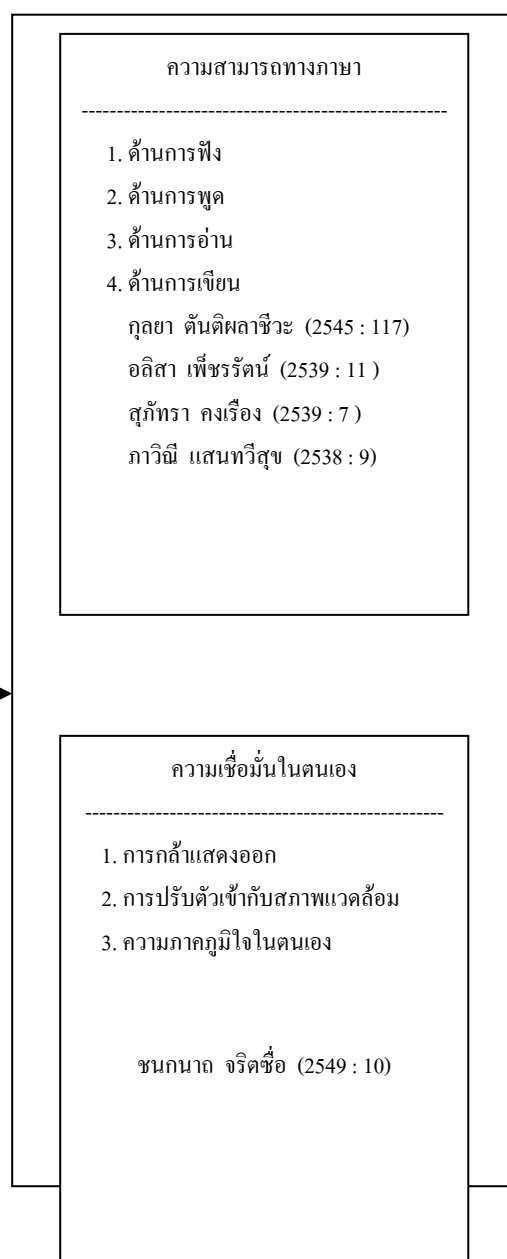 ความสามารถทางภาษา
----------------------------------------------------
1. ด้านการฟัง
2. ด้านการพูด
3. ด้านการอ่าน
4. ด้านการเขียน
กุลยา ตันติผลาชีวะ (2545 : 117)
อลิสา เพ็ชรรัตน์ (2539 : 11 )
สุภัทรา คงเรือง (2539 : 7 )
ภาวิณี แสนทวีสุข (2538 : 9)
ความเชื่อมั่นในตนเอง
---------------------------------------------------
1. การกล้าแสดงออก
2. การปรับตัวเข้ากับสภาพแวดล้อม
3. ความภาคภูมิใจในตนเอง
ชนกนาถ จริตซื่อ (2549 : 10)